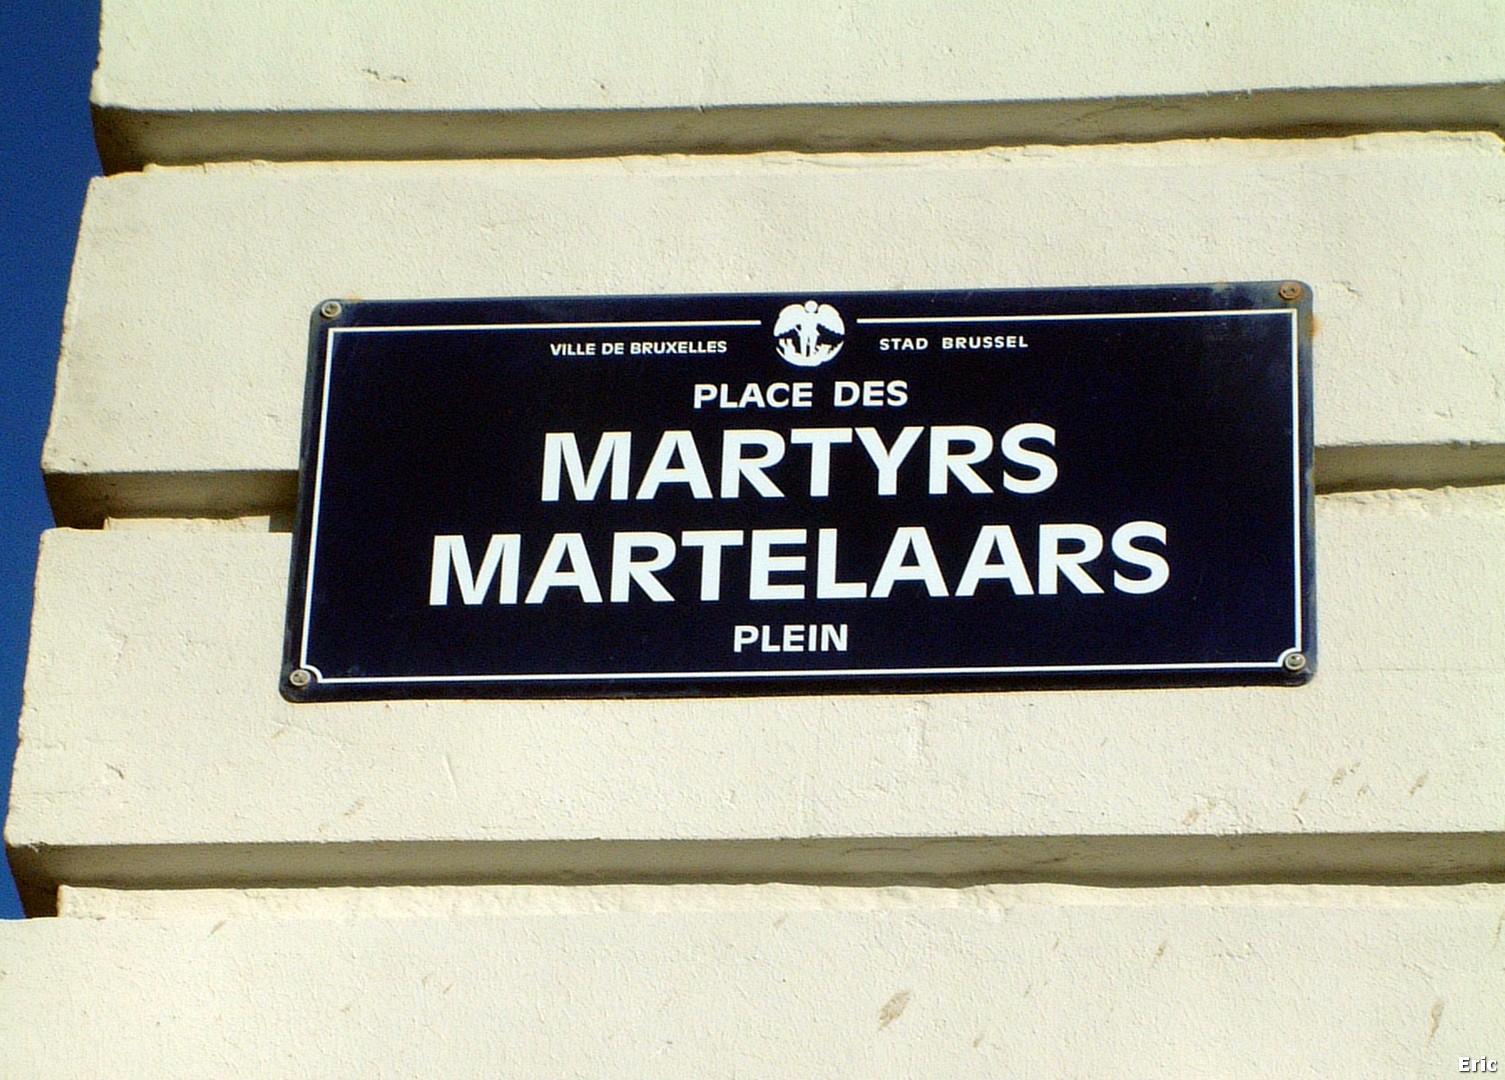 VILLE DE BRUXELLES STAD BRUSSEL
PLACE DES
MARTYRS
MARTELAARS
PLEIN
Eric